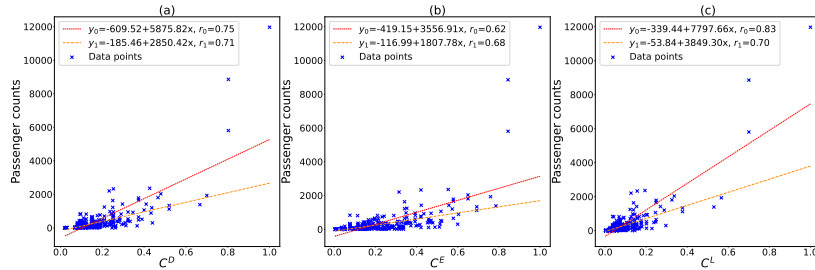 (a)
y₀=-609.52+5875.82x, r₀=0.75
y₁=-185.46+2850.42x, r₁=0.71
Data points
Passenger counts
12000
10000
8000
6000
4000
2000
0
0.0 0.2 0.4 0.6 0.8 1.0
C^D
(b)
y₀=-419.15+3556.91x, r₀=0.62
y₁=-116.99+1807.78x, r₁=0.68
Data points
Passenger counts
12000
10000
8000
6000
4000
2000
0
0.0 0.2 0.4 0.6 0.8 1.0
C^E
(c)
y₀=-339.44+7797.66x, r₀=0.83
y₁=-53.84+3849.30x, r₁=0.70
Data points
Passenger counts
12000
10000
8000
6000
4000
2000
0
0.0 0.2 0.4 0.6 0.8 1.0
C^L